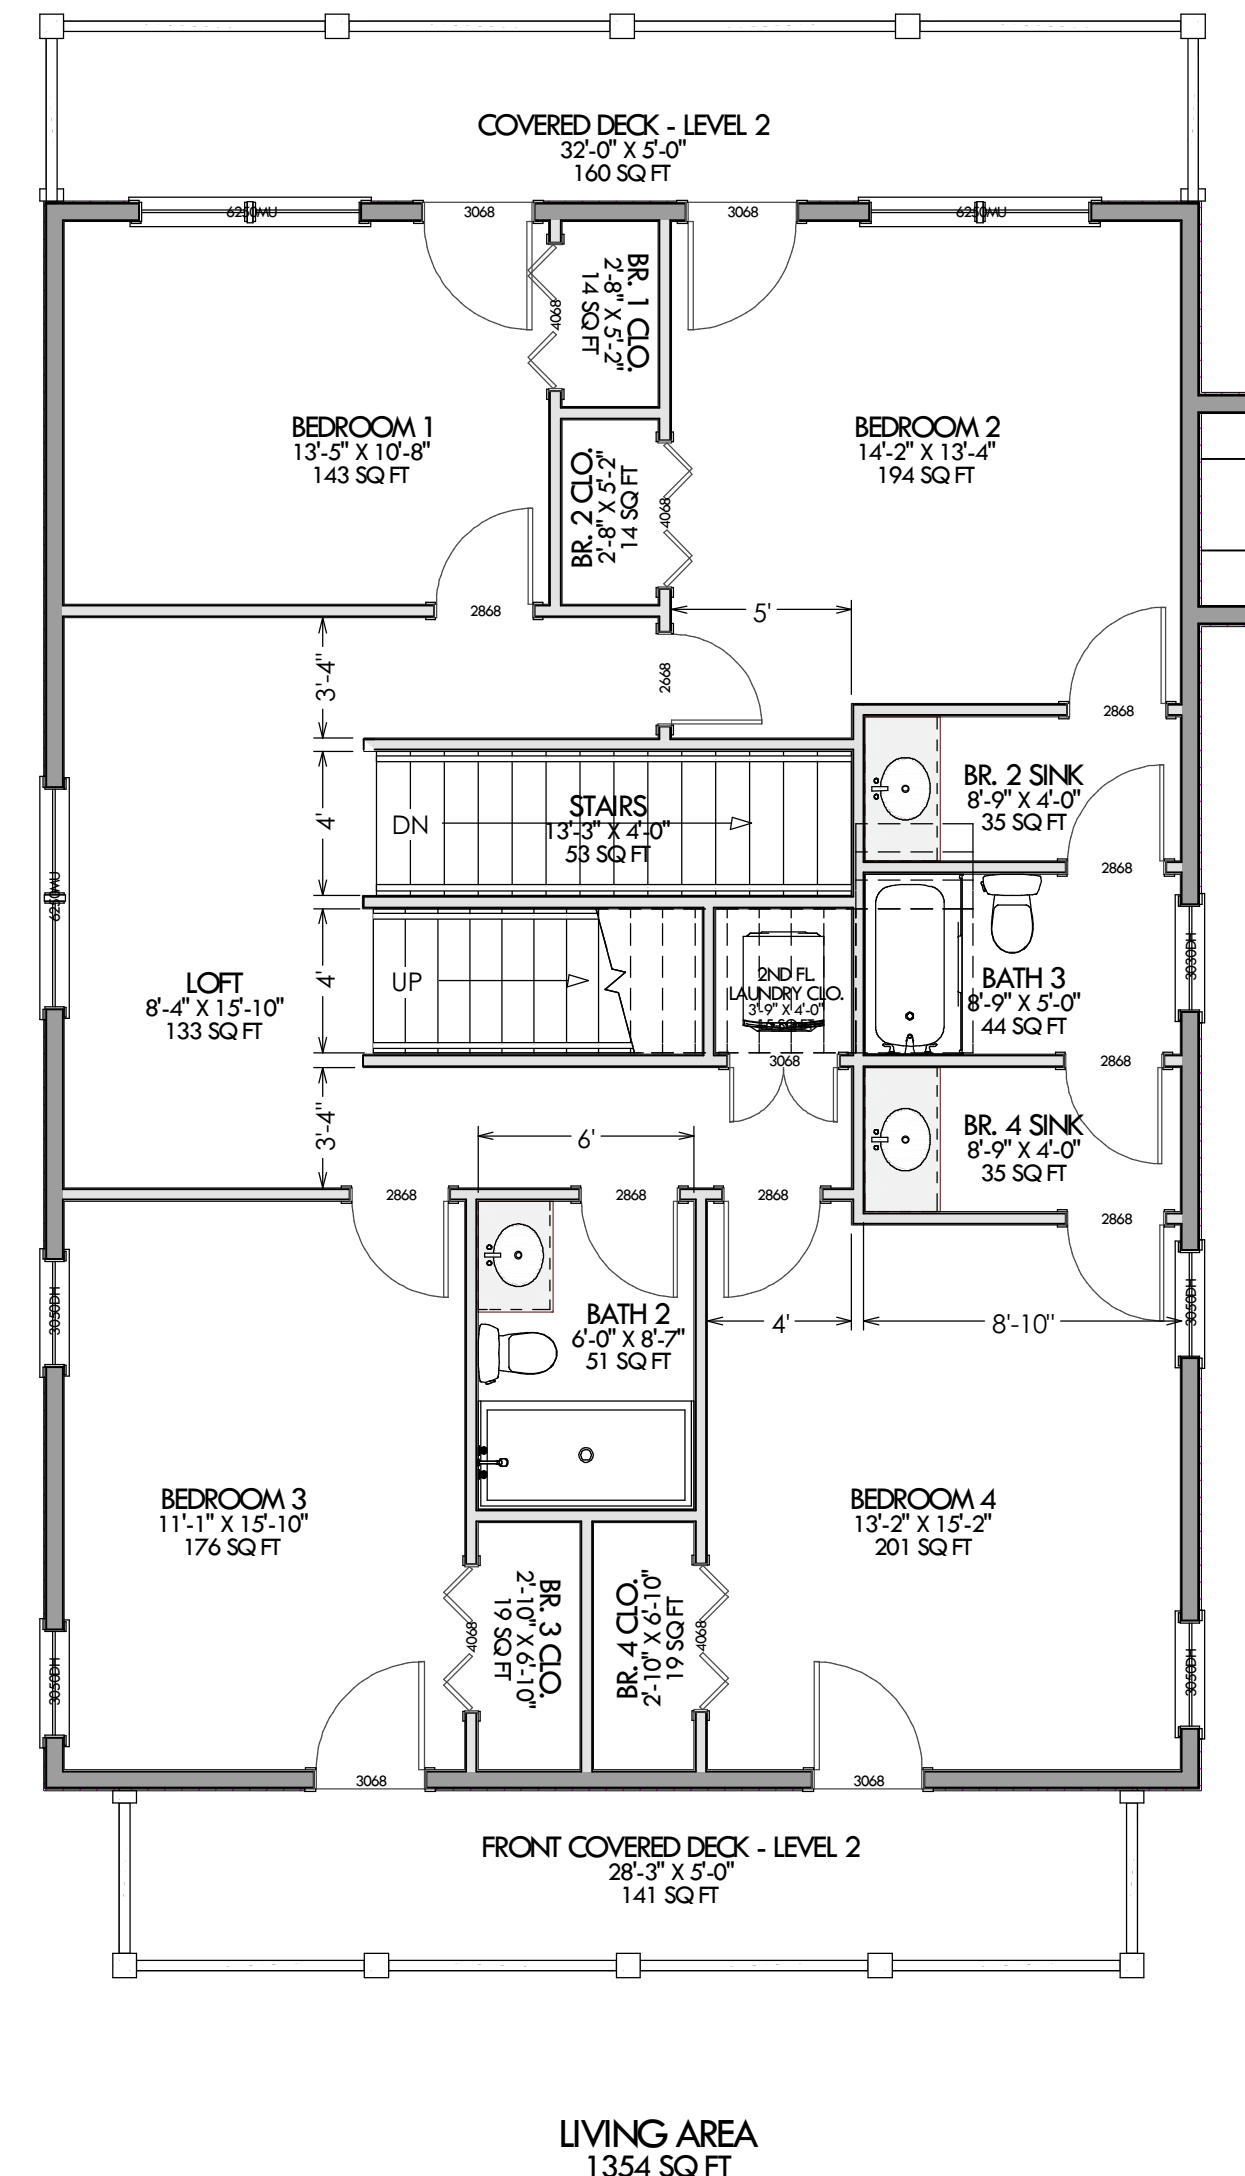 COVERED DECK - LEVEL 2
32'-0" X 5'-0"
160 SQ FT
6250MU
3068
3068
6250MU
BR. 1 CLO.
2'-8" X 5'-2"
14 SQ FT
4068
BEDROOM 1
13'-5" X 10'-8"
143 SQ FT
BEDROOM 2
14'-2" X 13'-4"
194 SQ FT
BR. 2 CLO.
2'-8" X 5'-2"
14 SQ FT
4068
2868
5'
3'-4"
2668
2868
STAIRS
13'-3" X 4'-0"
53 SQ FT
DN
4'
BR. 2 SINK
8'-9" X 4'-0"
35 SQ FT
2868
6250MU
LOFT
8'-4" X 15'-10"
133 SQ FT
4'
UP
2ND FL.
LAUNDRY CLO.
3'-9" X 4'-0"
15 SQ FT
3068
BATH 3
8'-9" X 5'-0"
44 SQ FT
3030DH
2868
3'-4"
6'
BR. 4 SINK
8'-9" X 4'-0"
35 SQ FT
2868
2868
2868
2868
3050DH
BATH 2
6'-0" X 8'-7"
51 SQ FT
4'
8'-10"
3050DH
BEDROOM 3
11'-1" X 15'-10"
176 SQ FT
BEDROOM 4
13'-2" X 15'-2"
201 SQ FT
3050DH
4068
BR. 3 CLO.
2'-10" X 6'-10"
19 SQ FT
BR. 4 CLO.
2'-10" X 6'-10"
19 SQ FT
4068
3050DH
3068
3068
FRONT COVERED DECK - LEVEL 2
28'-3" X 5'-0"
141 SQ FT
LIVING AREA
1354 SQ FT